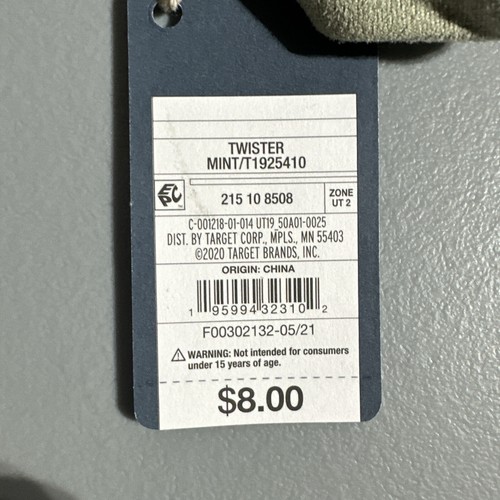 TWISTER
MINT/T1925410
EPC
215 10 8508
ZONE
UT 2
C-001218-01-014 UT19_50A01-0025
DIST. BY TARGET CORP., MPLS., MN 55403
©2020 TARGET BRANDS, INC.
ORIGIN: CHINA
1 95994 32310 2
F00302132-05/21
⚠ WARNING: Not intended for consumers
under 15 years of age.
$8.00